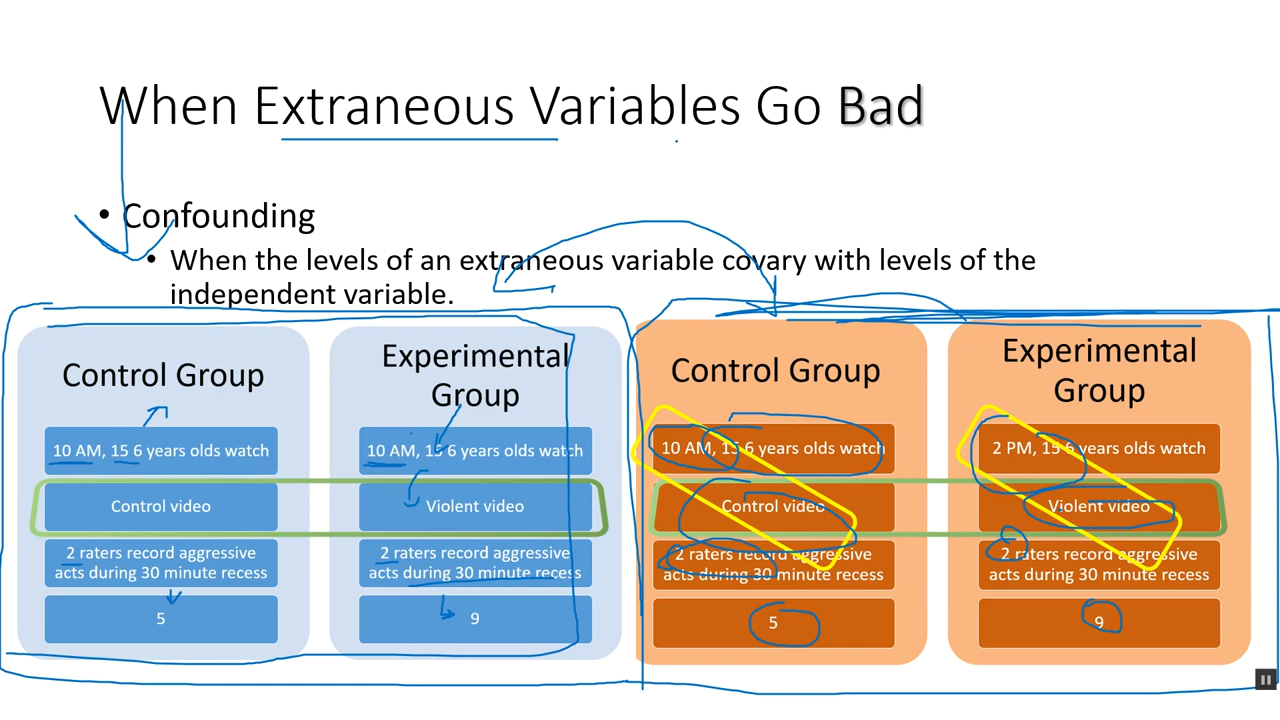 When Extraneous Variables Go Bad
• Confounding
• When the levels of an extraneous variable covary with levels of the
independent variable.
Control Group
10 AM, 15 6 years olds watch
Control video
2 raters record aggressive
acts during 30 minute recess
5
Experimental
Group
10 AM, 15 6 years olds watch
Violent video
2 raters record aggressive
acts during 30 minute recess
9
Control Group
10 AM, 15 6 years olds watch
Control video
2 raters record aggressive
acts during 30 minute recess
5
Experimental
Group
2 PM, 15 6 years olds watch
Violent video
2 raters record aggressive
acts during 30 minute recess
9